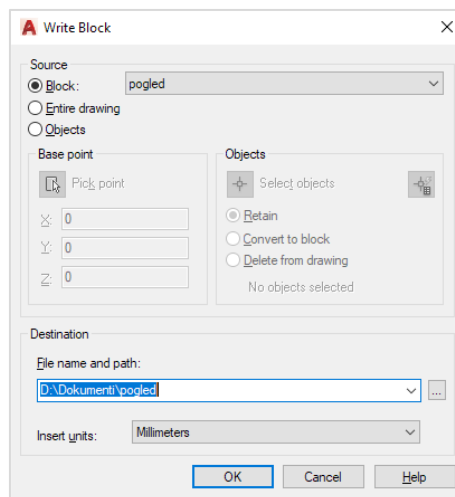 Write Block
Source
Block: pogled
Entire drawing
Objects
Base point
Pick point
X: 0
Y: 0
Z: 0
Objects
Select objects
Retain
Convert to block
Delete from drawing
No objects selected
Destination
File name and path:
D:\Dokumenti\pogled
...
Insert units: Millimeters
OK Cancel Help